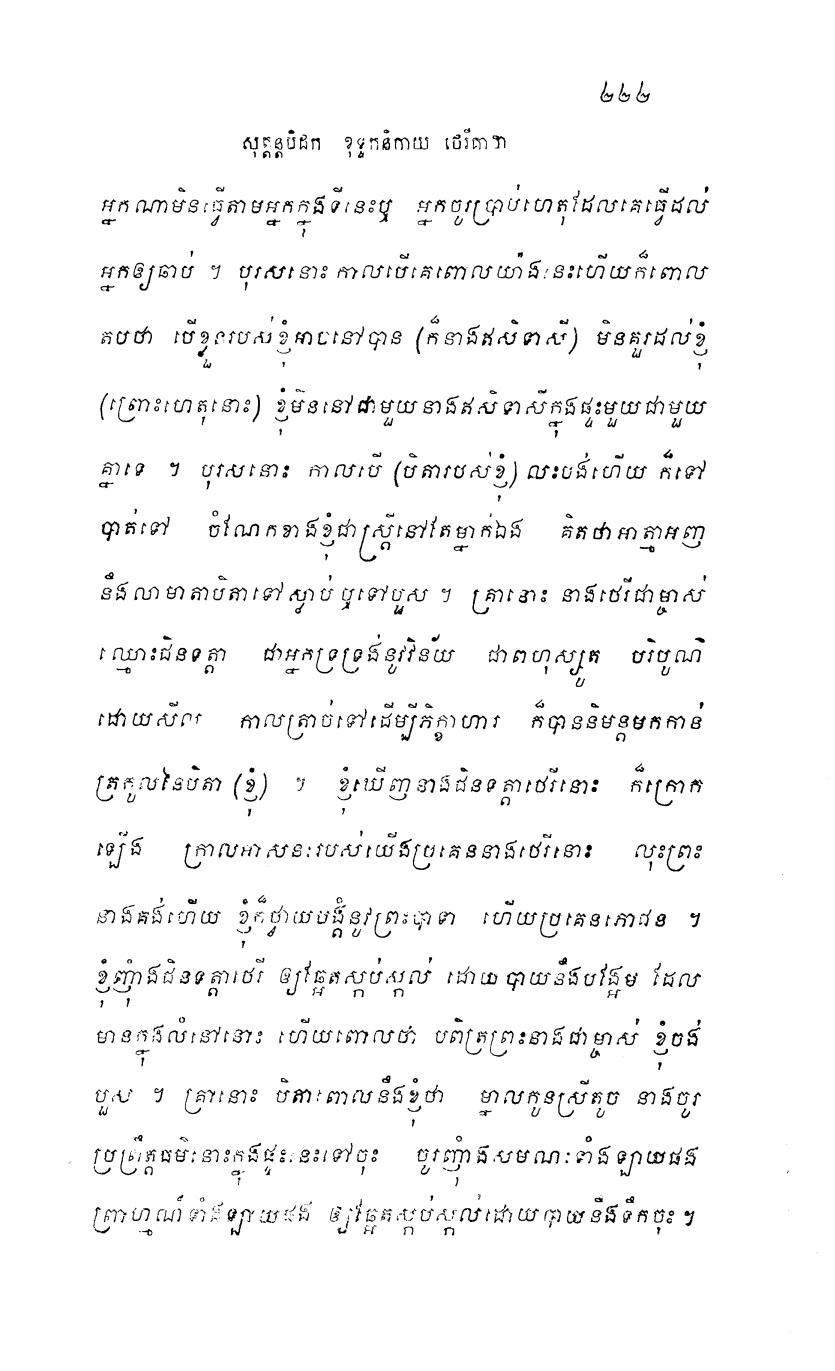 ២២២
សុត្តន្តបិដក ខុទ្ទកនិកាយ ថេរីគាថា
អ្នកណាមិនធ្វើតាមអ្នកក្នុងទីនេះឬ អ្នកចូរប្រាប់ហេតុដែលគេធ្វើដល់
អ្នកឲ្យឆាប់ ។ បុរសនោះ កាលបើគេពោលយ៉ាងនេះហើយក៏ពោល
តបថា បើខ្លួនរបស់ខ្ញុំអាចនៅបាន (ក៏នាងឥសិទាសី) មិនគួរដល់ខ្ញុំ
(ព្រោះហេតុនោះ) ខ្ញុំមិននៅជាមួយនាងឥសិទាសីក្នុងផ្ទះមួយជាមួយ
គ្នាទេ ។ បុរសនោះ កាលបើ (បិតារបស់ខ្ញុំ) លះបង់ហើយ ក៏ទៅ
បាត់ទៅ ចំណែកខាងខ្ញុំជាស្ត្រីនៅតែម្នាក់ឯង គិតថាអាត្មាអញ
នឹងលាមាតាបិតាទៅស្លាប់ ឬទៅបួស ។ គ្រានោះ នាងថេរីជាម្ចាស់
ឈ្មោះជិនទត្តា ជាអ្នកទ្រទ្រង់នូវវិន័យ ជាពហុស្សូត បរិបូណ៌
ដោយសីល កាលត្រាច់ទៅដើម្បីភិក្ខាហារ ក៏បាននិមន្តមកកាន់
ត្រកូលនៃបិតា (ខ្ញុំ) ។ ខ្ញុំឃើញនាងជិនទត្តាថេរីនោះ ក៏ក្រោក
ឡើង ក្រាលអាសនៈរបស់យើងប្រគេននាងថេរីនោះ លុះព្រះ
នាងគង់ហើយ ខ្ញុំក៏ថ្វាយបង្គំនូវព្រះបាទា ហើយប្រគេនភោជន ។
ខ្ញុំញុំាងជិនទត្តាថេរី ឲ្យឆ្អែតស្កប់ស្កល់ ដោយបាយនឹងបង្អែម ដែល
មានក្នុងលំនៅនោះ ហើយពោលថា បពិត្រព្រះនាងជាម្ចាស់ ខ្ញុំចង់
បួស ។ គ្រានោះ បិតាពោលនឹងខ្ញុំថា ម្នាលកូនស្រីតូច នាងចូរ
ប្រព្រឹត្តធម៌នោះក្នុងផ្ទះនេះទៅចុះ ចូរញុំាងសមណៈទាំងឡាយផង
ព្រាហ្មណ៍ទាំងឡាយផង ឲ្យឆ្អែតស្កប់ស្កល់ដោយបាយនឹងទឹកចុះ ។